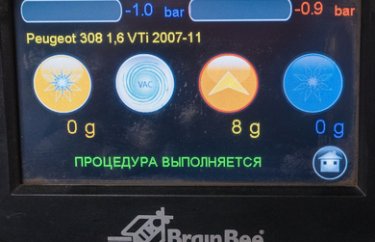 -1.0 bar -0.9 bar
Peugeot 308 1,6 VTi 2007-11
VAC
0 g 8 g 0 g
ПРОЦЕДУРА ВЫПОЛНЯЕТСЯ
BrainBee